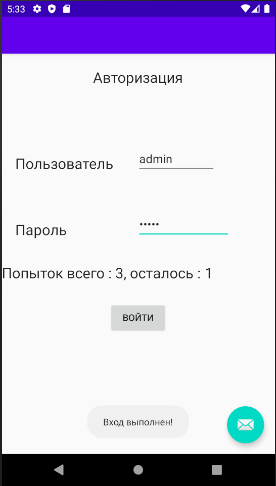 5:33
Авторизация
Пользователь admin
Пароль •••••
Попыток всего : 3, осталось : 1
ВОЙТИ
Вход выполнен!